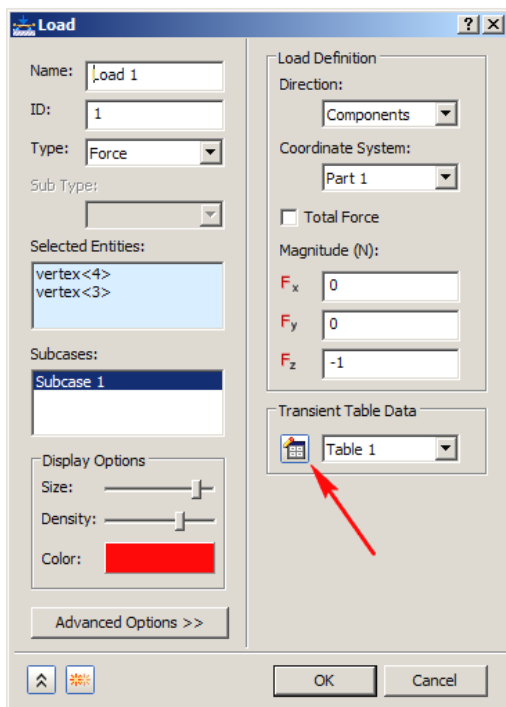 Load
Name:
Load 1
ID:
1
Type:
Force
Sub Type:
Selected Entities:
vertex<4>
vertex<3>
Subcases:
Subcase 1
Display Options
Size:
Density:
Color:
Advanced Options >>
Load Definition
Direction:
Components
Coordinate System:
Part 1
Total Force
Magnitude (N):
Fx 0
Fy 0
Fz -1
Transient Table Data
Table 1
OK
Cancel